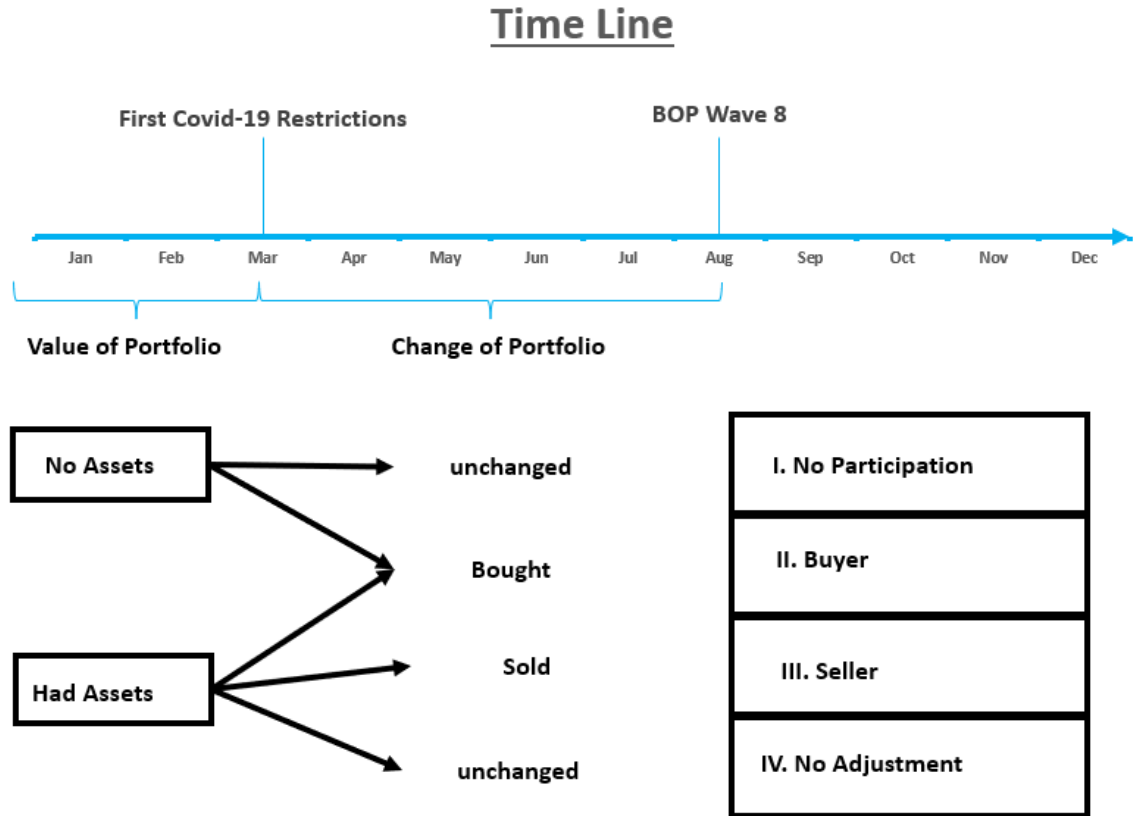 Time Line
First Covid-19 Restrictions
BOP Wave 8
Jan Feb Mar Apr May Jun Jul Aug Sep Oct Nov Dec
Value of Portfolio
Change of Portfolio
No Assets
unchanged
I. No Participation
Bought
II. Buyer
Had Assets
Sold
III. Seller
unchanged
IV. No Adjustment